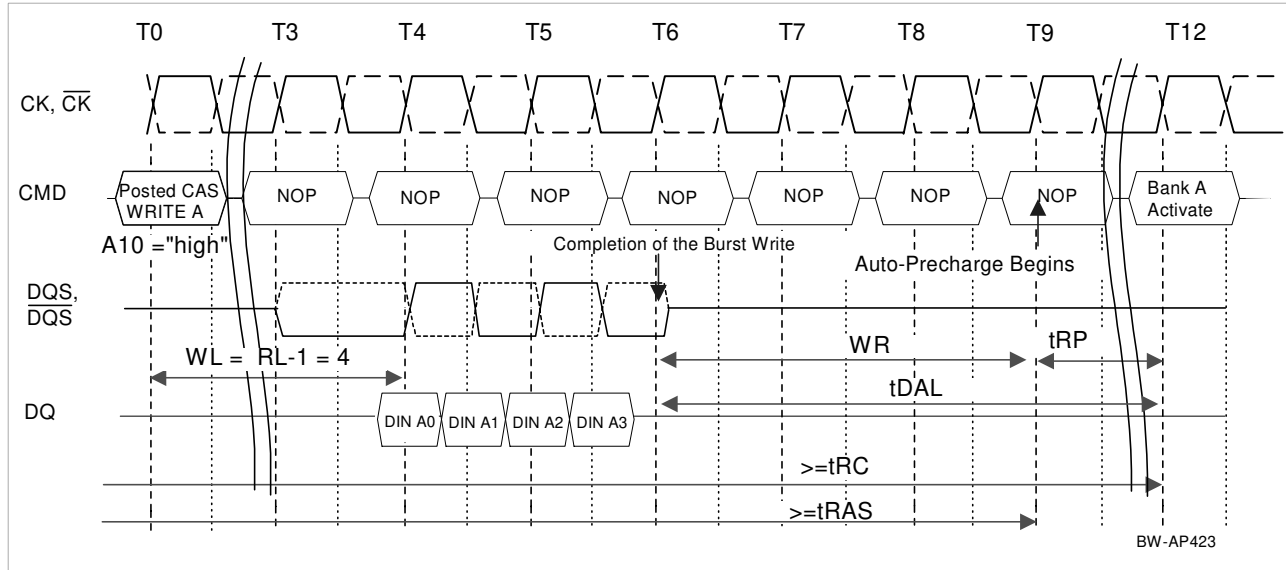 T0 T3 T4 T5 T6 T7 T8 T9 T12
CK, CK
CMD
Posted CAS
WRITE A
NOP NOP NOP NOP NOP NOP NOP
Bank A
Activate
A10 ="high"
Completion of the Burst Write
Auto-Precharge Begins
DQS,
DQS
WL = RL-1 = 4
WR
tRP
tDAL
DQ
DIN A0 DIN A1 DIN A2 DIN A3
>=tRC
>=tRAS
BW-AP423